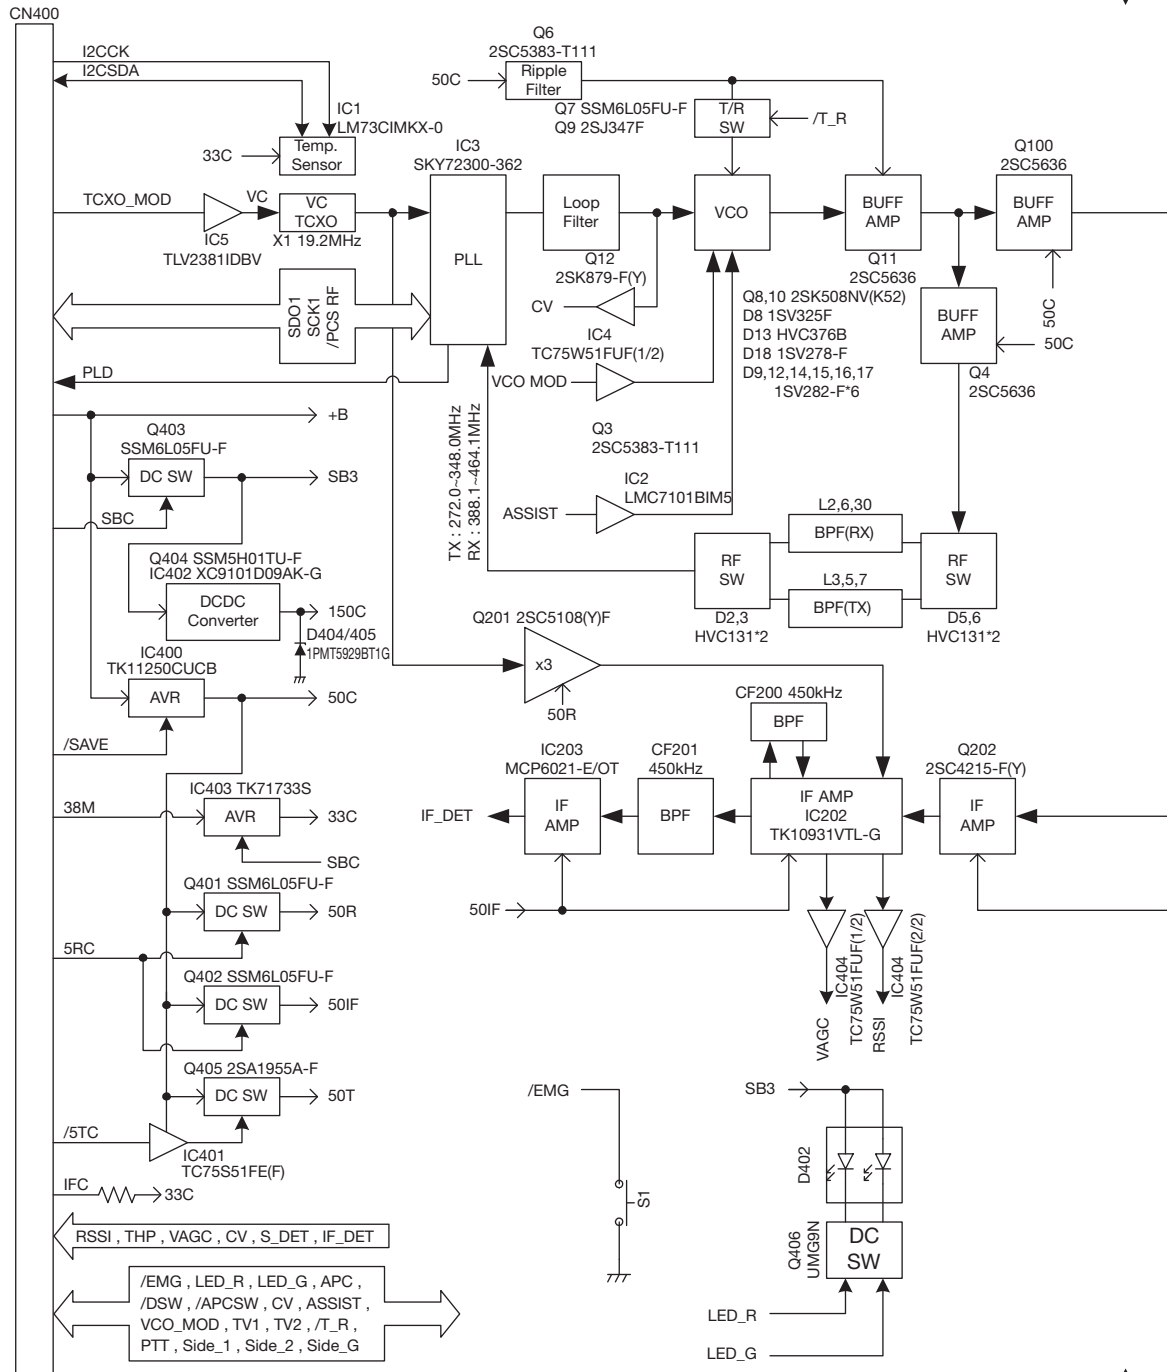 CN400
I2CCK
I2CSDA
IC1
LM73CIMKX-0
Temp.
Sensor
33C
Q6
2SC5383-T111
50C
Ripple
Filter
Q7 SSM6L05FU-F
Q9 2SJ347F
T/R
SW
/T_R
IC3
SKY72300-362
PLL
TCXO_MOD
VC
VC
TCXO
IC5
TLV2381IDBV
X1 19.2MHz
Loop
Filter
VCO
BUFF
AMP
Q11
2SC5636
Q100
2SC5636
BUFF
AMP
50C
Q12
2SK879-F(Y)
CV
SDO1
SCK1
/PCS RF
Q8,10 2SK508NV(K52)
D8 1SV325F
D13 HVC376B
D18 1SV278-F
D9,12,14,15,16,17
1SV282-F*6
BUFF
AMP
50C
Q4
2SC5636
IC4
TC75W51FUF(1/2)
VCO MOD
PLD
+B
Q403
SSM6L05FU-F
DC SW
SB3
SBC
Q3
2SC5383-T111
IC2
LMC7101BIM5
ASSIST
TX : 272.0~348.0MHz
RX : 388.1~464.1MHz
L2,6,30
BPF(RX)
RF
SW
L3,5,7
BPF(TX)
RF
SW
D2,3
HVC131*2
D5,6
HVC131*2
Q404 SSM5H01TU-F
IC402 XC9101D09AK-G
DCDC
Converter
150C
D404/405
1PMT5929BT1G
IC400
TK11250CUCB
AVR
50C
/SAVE
Q201 2SC5108(Y)F
x3
50R
CF200 450kHz
BPF
IC203
MCP6021-E/OT
CF201
450kHz
Q202
2SC4215-F(Y)
IF_DET
IF
AMP
BPF
IF AMP
IC202
TK10931VTL-G
IF
AMP
38M
IC403 TK71733S
AVR
33C
SBC
Q401 SSM6L05FU-F
DC SW
50R
50IF
5RC
Q402 SSM6L05FU-F
DC SW
50IF
VAGC
IC404
TC75W51FUF(1/2)
RSSI
IC404
TC75W51FUF(2/2)
Q405 2SA1955A-F
DC SW
50T
/5TC
IC401
TC75S51FE(F)
/EMG
S1
SB3
D402
Q406
UMG9N
DC
SW
LED_R
LED_G
IFC
33C
RSSI , THP , VAGC , CV , S_DET , IF_DET
/EMG , LED_R , LED_G , APC ,
/DSW , /APCSW , CV , ASSIST ,
VCO_MOD , TV1 , TV2 , /T_R ,
PTT , Side_1 , Side_2 , Side_G